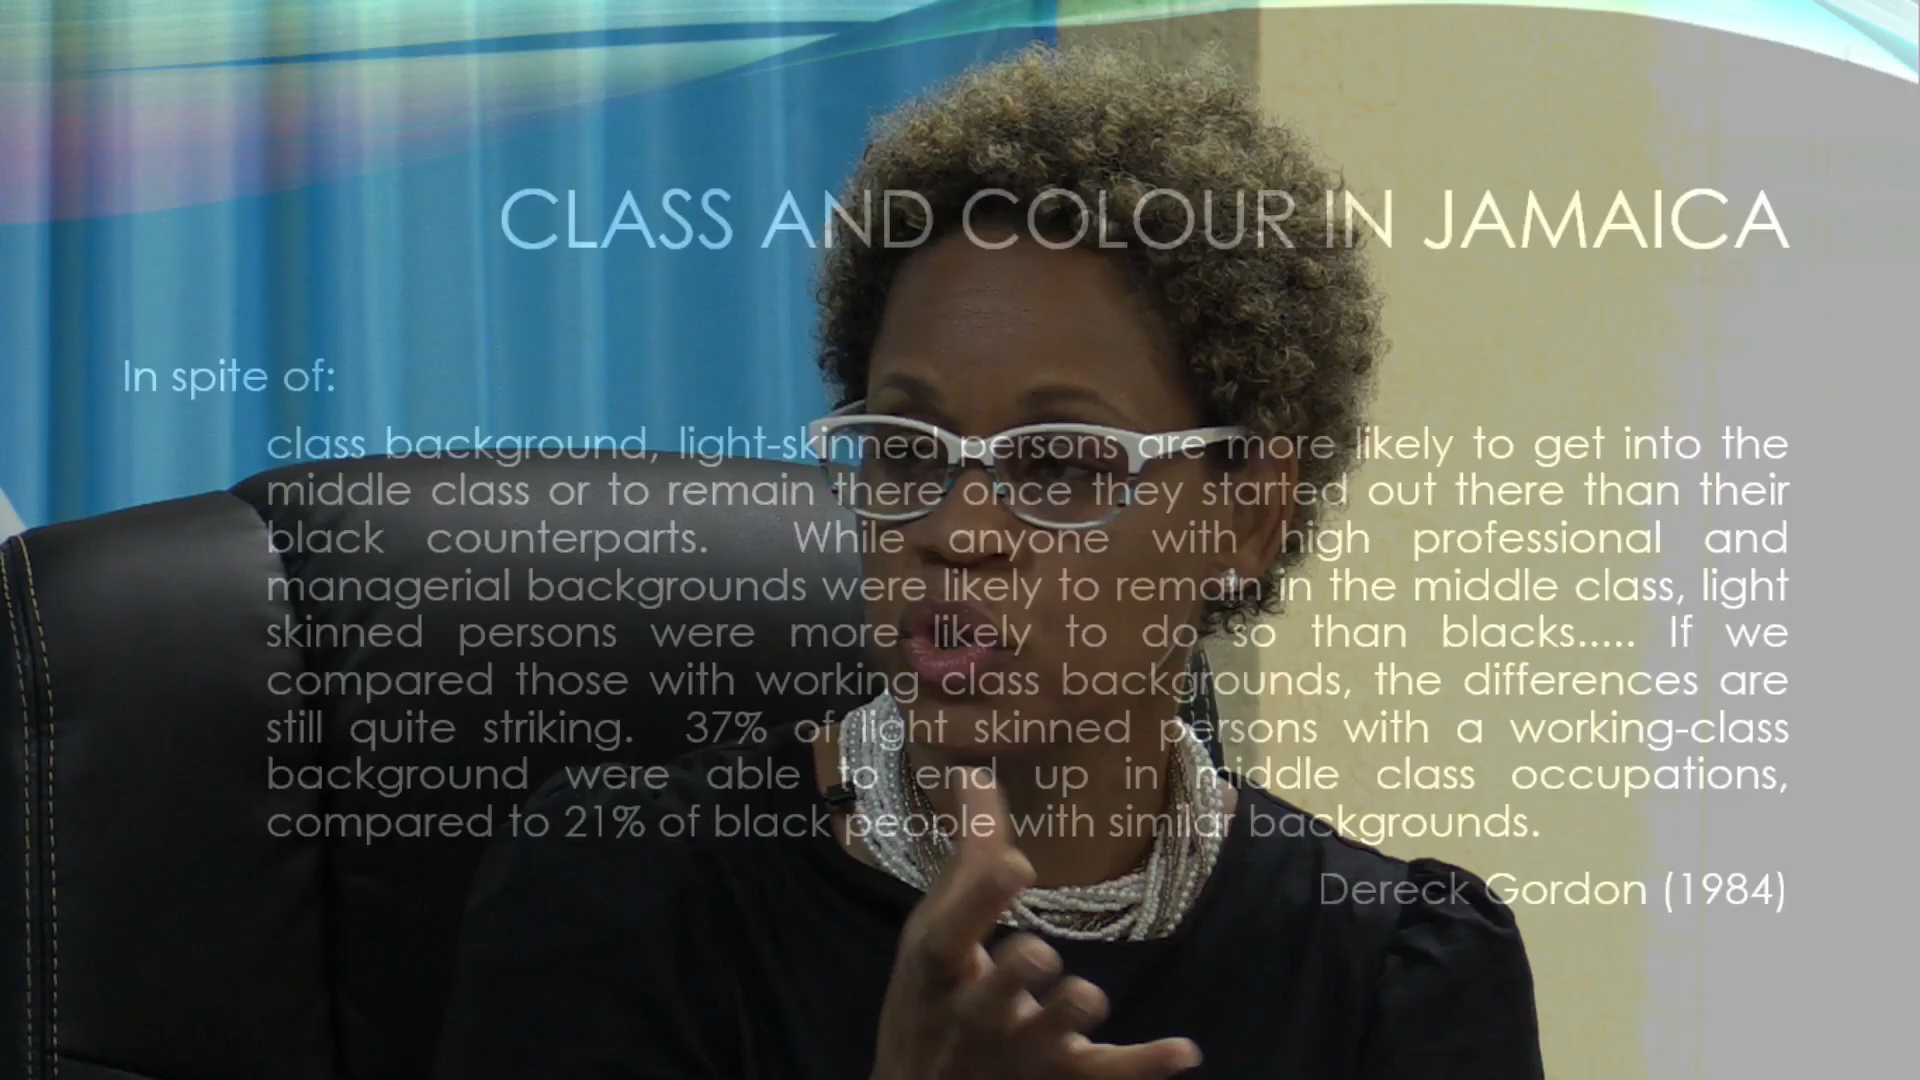 CLASS AND COLOUR IN JAMAICA
In spite of:
class background, light-skinned persons are more likely to get into the
middle class or to remain there once they started out there than their
black counterparts. While anyone with high professional and
managerial backgrounds were likely to remain in the middle class, light
skinned persons were more likely to do so than blacks..... If we
compared those with working class backgrounds, the differences are
still quite striking. 37% of light skinned persons with a working-class
background were able to end up in middle class occupations,
compared to 21% of black people with similar backgrounds.
Dereck Gordon (1984)